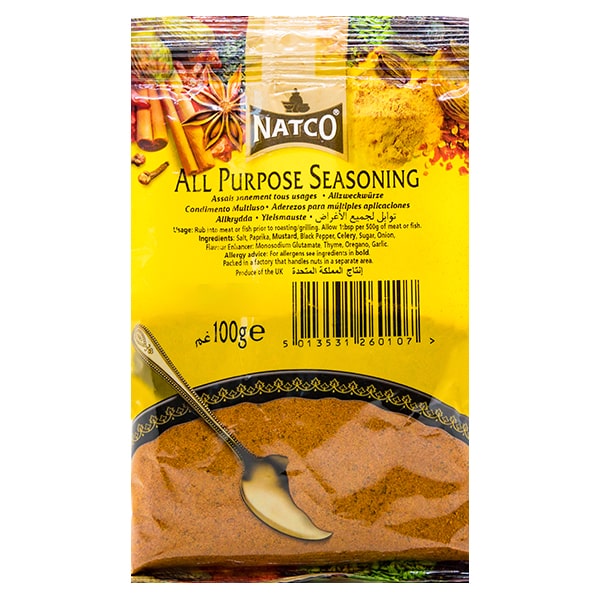 NATCO®
ALL PURPOSE SEASONING
Assaisonnement tous usages • Allzweckwürze
Condimento Multiuso • Aderezos para múltiples aplicaciones
Allkrydda • Yleismauste • توابل لجميع الأغراض
Usage: Rub into meat or fish prior to roasting/grilling. Allow 1tbsp per 500g of meat or fish.
Ingredients: Salt, Paprika, Mustard, Black Pepper, Celery, Sugar, Onion,
Flavour Enhancer: Monosodium Glutamate, Thyme, Oregano, Garlic.
Allergy advice: For allergens see ingredients in bold.
Packed in a factory that handles nuts in a separate area.
Produce of the UK إنتاج المملكة المتحدة
100g℮ غم
5 013531 260107 >